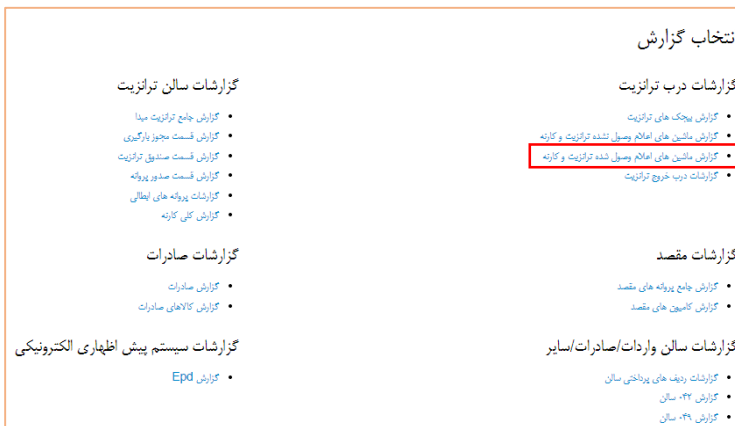 نتخاب گزارش
گزارشات درب ترانزیت
گزارش بیجک های ترانزیت
گزارش ماشین های اعلام وصول نشده ترانزیت و کارنه
گزارش ماشین های اعلام وصول شده ترانزیت و کارنه
گزارشات درب خروج ترانزیت
گزارشات سالن ترانزیت
گزارش جامع ترانزیت مبدا
گزارش قسمت مجوز بارگیری
گزارش قسمت صندوق ترانزیت
گزارش قسمت صدور پروانه
گزارشات پروانه های ابطالی
گزارش کلی کارنه
گزارشات مقصد
گزارش جامع پروانه های مقصد
گزارش کامیون های مقصد
گزارشات صادرات
گزارش صادرات
گزارش کالاهای صادرات
گزارشات سالن واردات/صادرات/سایر
گزارشات ردیف های پرداختی سالن
گزارش ۰۴۲ سالن
گزارش ۰۴۹ سالن
گزارشات سیستم پیش اظهاری الکترونیکی
گزارش Epd